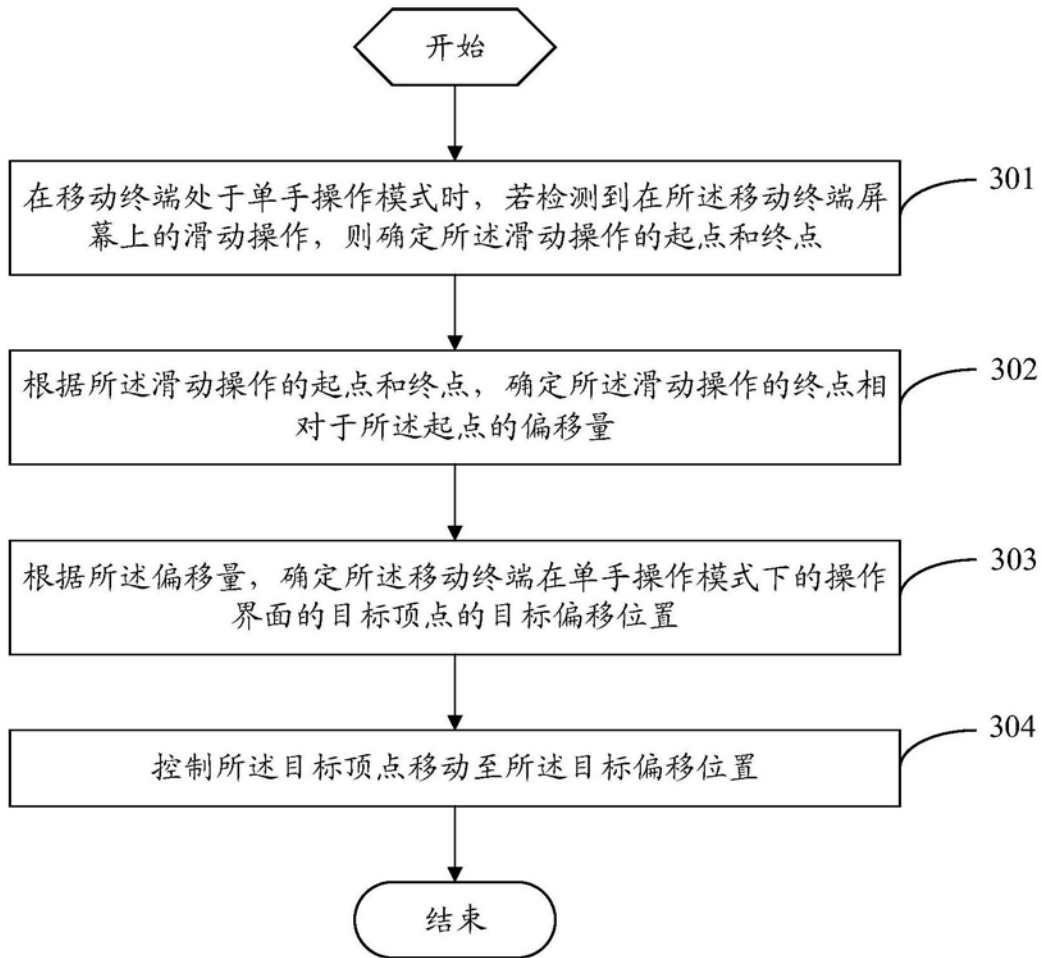 开始
在移动终端处于单手操作模式时，若检测到在所述移动终端屏
幕上的滑动操作，则确定所述滑动操作的起点和终点
301
根据所述滑动操作的起点和终点，确定所述滑动操作的终点相
对于所述起点的偏移量
302
根据所述偏移量，确定所述移动终端在单手操作模式下的操作
界面的目标顶点的目标偏移位置
303
控制所述目标顶点移动至所述目标偏移位置
304
结束